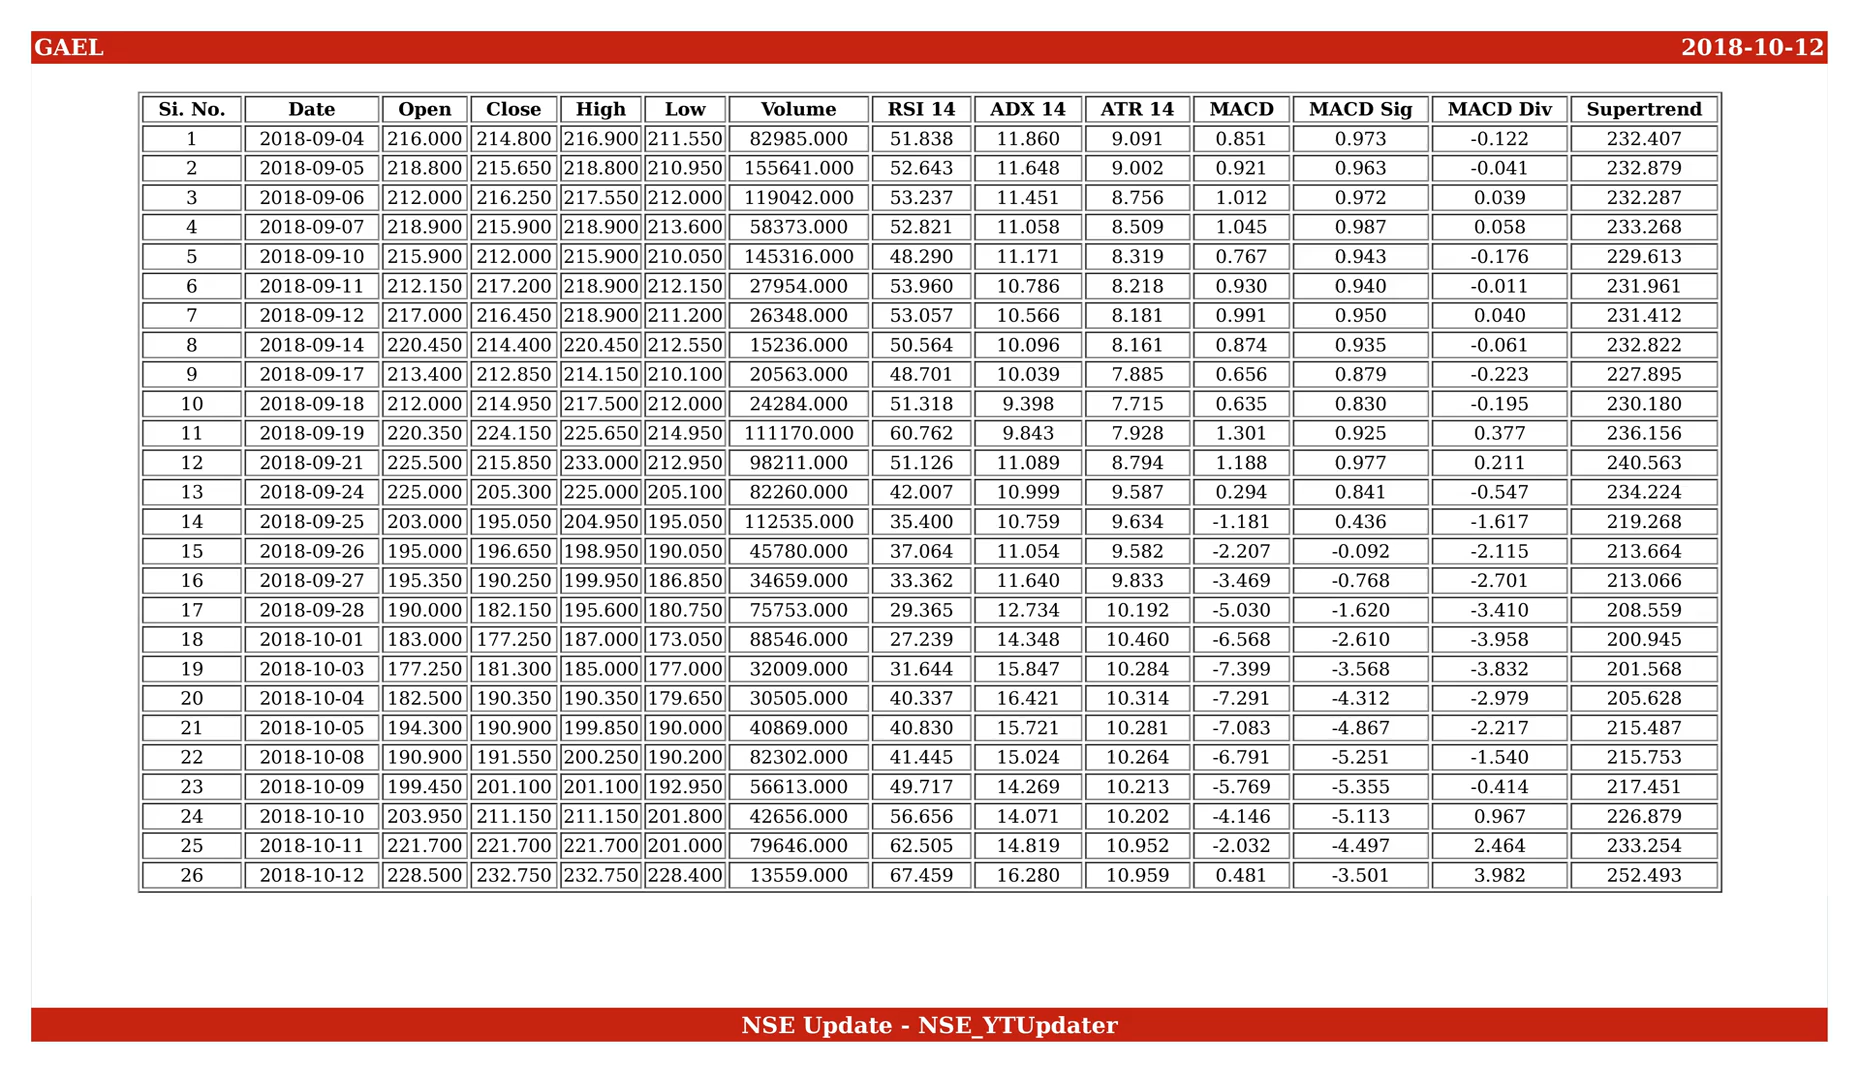 GAEL 2018-10-12
Si. No. Date Open Close High Low Volume RSI 14 ADX 14 ATR 14 MACD MACD Sig MACD Div Supertrend
1 2018-09-04 216.000 214.800 216.900 211.550 82985.000 51.838 11.860 9.091 0.851 0.973 -0.122 232.407
2 2018-09-05 218.800 215.650 218.800 210.950 155641.000 52.643 11.648 9.002 0.921 0.963 -0.041 232.879
3 2018-09-06 212.000 216.250 217.550 212.000 119042.000 53.237 11.451 8.756 1.012 0.972 0.039 232.287
4 2018-09-07 218.900 215.900 218.900 213.600 58373.000 52.821 11.058 8.509 1.045 0.987 0.058 233.268
5 2018-09-10 215.900 212.000 215.900 210.050 145316.000 48.290 11.171 8.319 0.767 0.943 -0.176 229.613
6 2018-09-11 212.150 217.200 218.900 212.150 27954.000 53.960 10.786 8.218 0.930 0.940 -0.011 231.961
7 2018-09-12 217.000 216.450 218.900 211.200 26348.000 53.057 10.566 8.181 0.991 0.950 0.040 231.412
8 2018-09-14 220.450 214.400 220.450 212.550 15236.000 50.564 10.096 8.161 0.874 0.935 -0.061 232.822
9 2018-09-17 213.400 212.850 214.150 210.100 20563.000 48.701 10.039 7.885 0.656 0.879 -0.223 227.895
10 2018-09-18 212.000 214.950 217.500 212.000 24284.000 51.318 9.398 7.715 0.635 0.830 -0.195 230.180
11 2018-09-19 220.350 224.150 225.650 214.950 111170.000 60.762 9.843 7.928 1.301 0.925 0.377 236.156
12 2018-09-21 225.500 215.850 233.000 212.950 98211.000 51.126 11.089 8.794 1.188 0.977 0.211 240.563
13 2018-09-24 225.000 205.300 225.000 205.100 82260.000 42.007 10.999 9.587 0.294 0.841 -0.547 234.224
14 2018-09-25 203.000 195.050 204.950 195.050 112535.000 35.400 10.759 9.634 -1.181 0.436 -1.617 219.268
15 2018-09-26 195.000 196.650 198.950 190.050 45780.000 37.064 11.054 9.582 -2.207 -0.092 -2.115 213.664
16 2018-09-27 195.350 190.250 199.950 186.850 34659.000 33.362 11.640 9.833 -3.469 -0.768 -2.701 213.066
17 2018-09-28 190.000 182.150 195.600 180.750 75753.000 29.365 12.734 10.192 -5.030 -1.620 -3.410 208.559
18 2018-10-01 183.000 177.250 187.000 173.050 88546.000 27.239 14.348 10.460 -6.568 -2.610 -3.958 200.945
19 2018-10-03 177.250 181.300 185.000 177.000 32009.000 31.644 15.847 10.284 -7.399 -3.568 -3.832 201.568
20 2018-10-04 182.500 190.350 190.350 179.650 30505.000 40.337 16.421 10.314 -7.291 -4.312 -2.979 205.628
21 2018-10-05 194.300 190.900 199.850 190.000 40869.000 40.830 15.721 10.281 -7.083 -4.867 -2.217 215.487
22 2018-10-08 190.900 191.550 200.250 190.200 82302.000 41.445 15.024 10.264 -6.791 -5.251 -1.540 215.753
23 2018-10-09 199.450 201.100 201.100 192.950 56613.000 49.717 14.269 10.213 -5.769 -5.355 -0.414 217.451
24 2018-10-10 203.950 211.150 211.150 201.800 42656.000 56.656 14.071 10.202 -4.146 -5.113 0.967 226.879
25 2018-10-11 221.700 221.700 221.700 201.000 79646.000 62.505 14.819 10.952 -2.032 -4.497 2.464 233.254
26 2018-10-12 228.500 232.750 232.750 228.400 13559.000 67.459 16.280 10.959 0.481 -3.501 3.982 252.493
NSE Update - NSE_YTUpdater